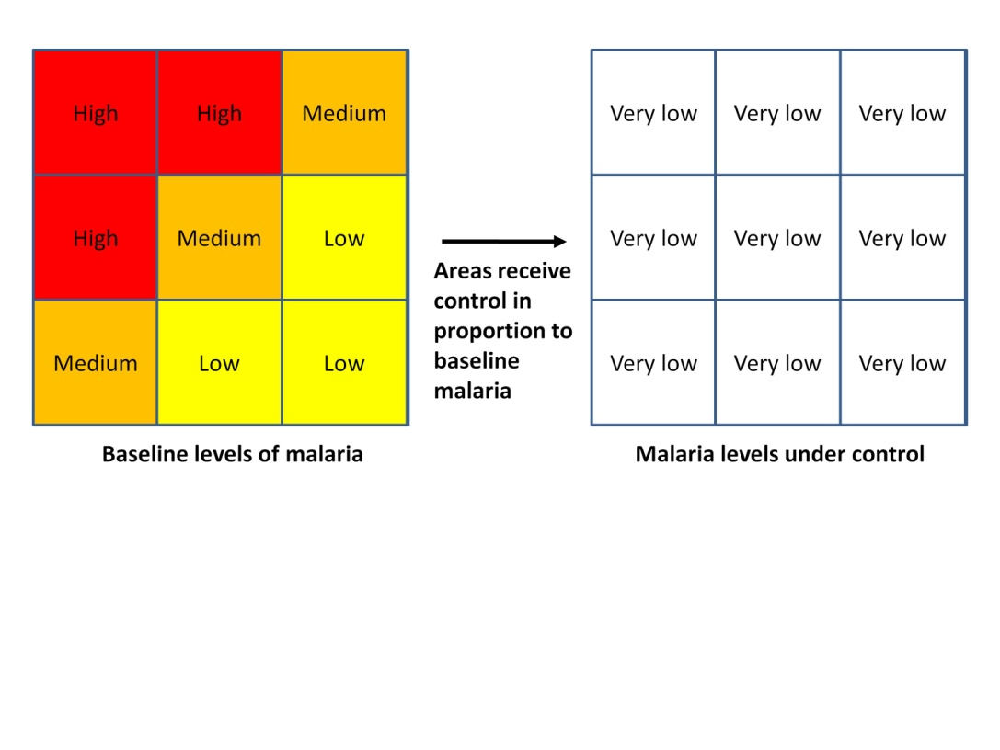 High High Medium
High Medium Low
Medium Low Low
Baseline levels of malaria
Areas receive
control in
proportion to
baseline
malaria
Very low Very low Very low
Very low Very low Very low
Very low Very low Very low
Malaria levels under control